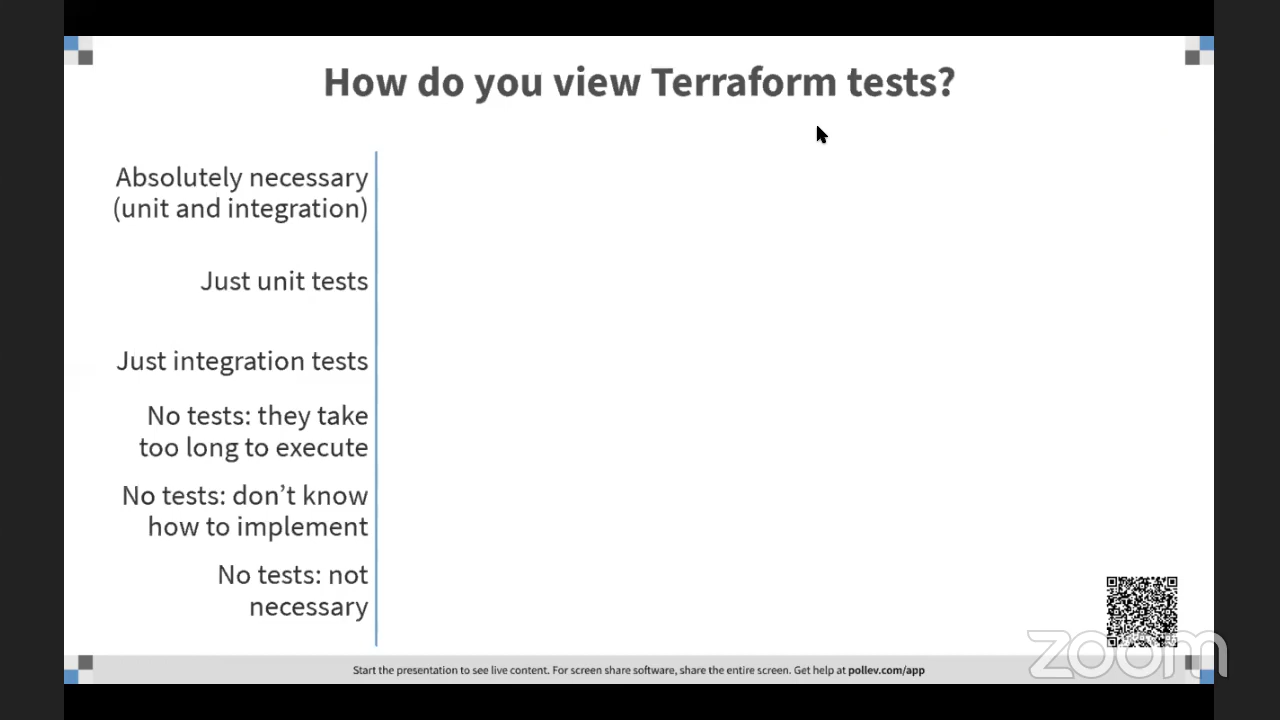 How do you view Terraform tests?
Absolutely necessary
(unit and integration)
Just unit tests
Just integration tests
No tests: they take
too long to execute
No tests: don’t know
how to implement
No tests: not
necessary
Start the presentation to see live content. For screen share software, share the entire screen. Get help at pollev.com/app
zoom